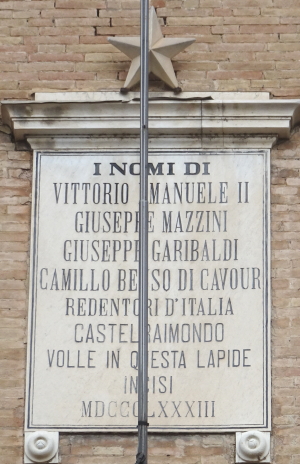 I NOMI DI
VITTORIO EMANUELE II
GIUSEPPE MAZZINI
GIUSEPPE GARIBALDI
CAMILLO BENSO DI CAVOUR
REDENTORI D'ITALIA
CASTELRAIMONDO
VOLLE IN QUESTA LAPIDE
INCISI
MDCCCLXXXIII